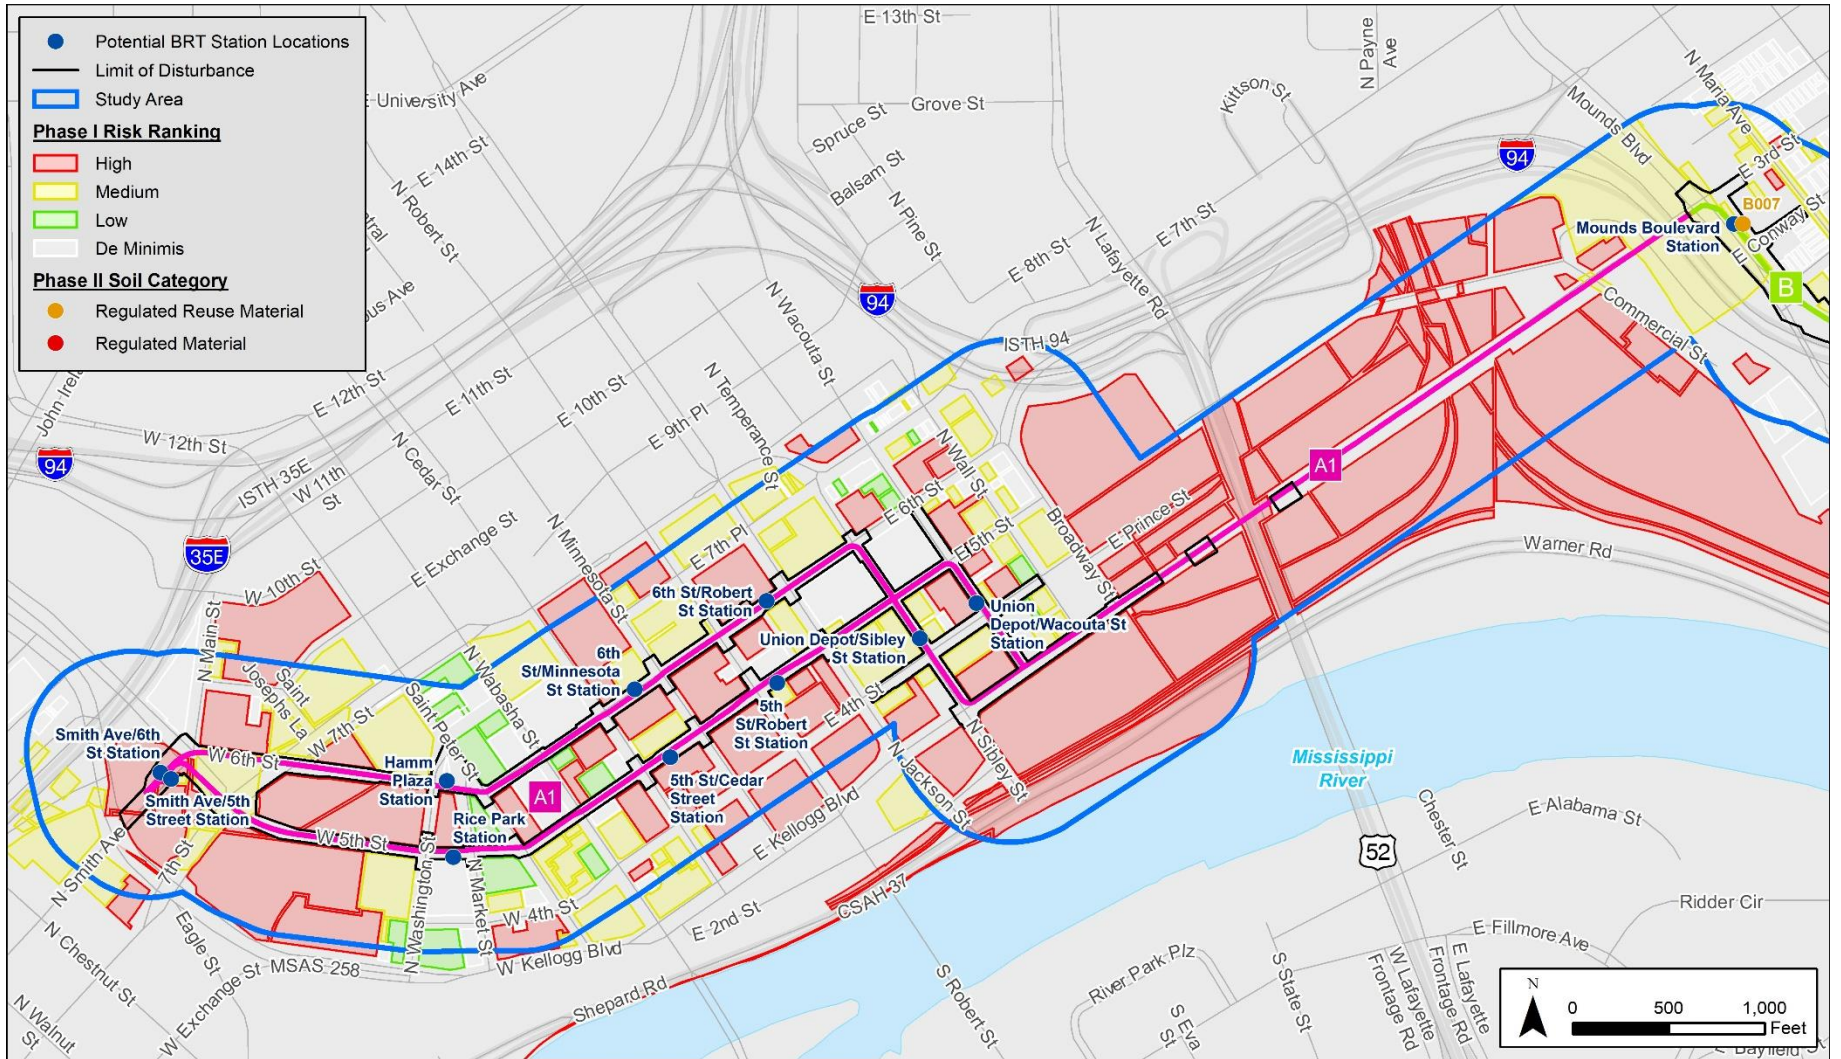 Potential BRT Station Locations
Limit of Disturbance
Study Area
Phase I Risk Ranking
High
Medium
Low
De Minimis
Phase II Soil Category
Regulated Reuse Material
Regulated Material
E 13th St
E University Ave
Grove St
N Payne
Ave
Kittson St
Spruce St
Balsam St
N Pine St
E 14th St
N Robert St
Mounds Blvd
N Maria Ave
E 3rd St
94
B007
Conway St
Mounds Boulevard
Station
B
Commercial St
E 7th St
E 8th St
N Lafayette Rd
94
N Wacouta St
ISTH 94
E 12th St
E 11th St
E 10th St
E 9th Pl
N Temperance St
W 12th St
94
ISTH 35E
W 11th
St
N Cedar St
N Wall St
A1
E 6th St
E 5th St
Broadway St
E Prince St
Warner Rd
35E
E Exchange St
N Minnesota St
E 7th Pl
W 10th St
N Main St
6th St/Robert
St Station
Union
Depot/Wacouta St
Station
Union Depot/Sibley
St Station
6th
St/Minnesota
St Station
Saint
Josephs La
N Wabasha St
Saint Peter St
W 7th St
E 4th St
5th
St/Robert
St Station
N Sibley St
N Jackson St
Smith Ave/6th
St Station
W 6th St
Hamm
Plaza
Station
A1
5th St/Cedar
Street
Station
Smith Ave/5th
Street Station
Rice Park
Station
W 5th St
E Kellogg Blvd
Mississippi
River
Chester St
E Alabama St
52
N Smith Ave
7th St
N Washington St
N Market St
W 4th St
E 2nd St
CSAH 37
Ridder Cir
Eagle St
N Chestnut St
W Exchange St
MSAS 258
W Kellogg Blvd
E Fillmore Ave
Shepard Rd
River Park Plz
S Robert St
S State St
S Eva
St
W Lafayette
Frontage Rd
E Lafayette
Frontage Rd
N Walnut
St
N
0 500 1,000
Feet